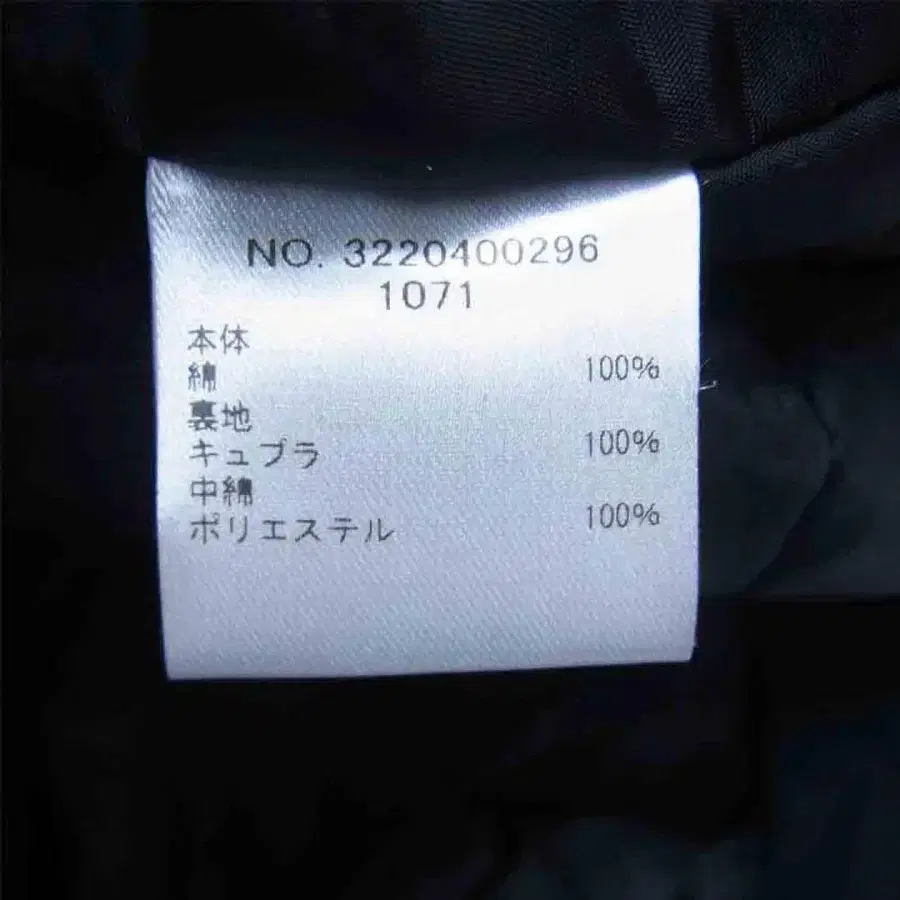 NO. 3220400296
1071
本体
綿 100%
裏地
キュプラ 100%
中綿
ポリエステル 100%